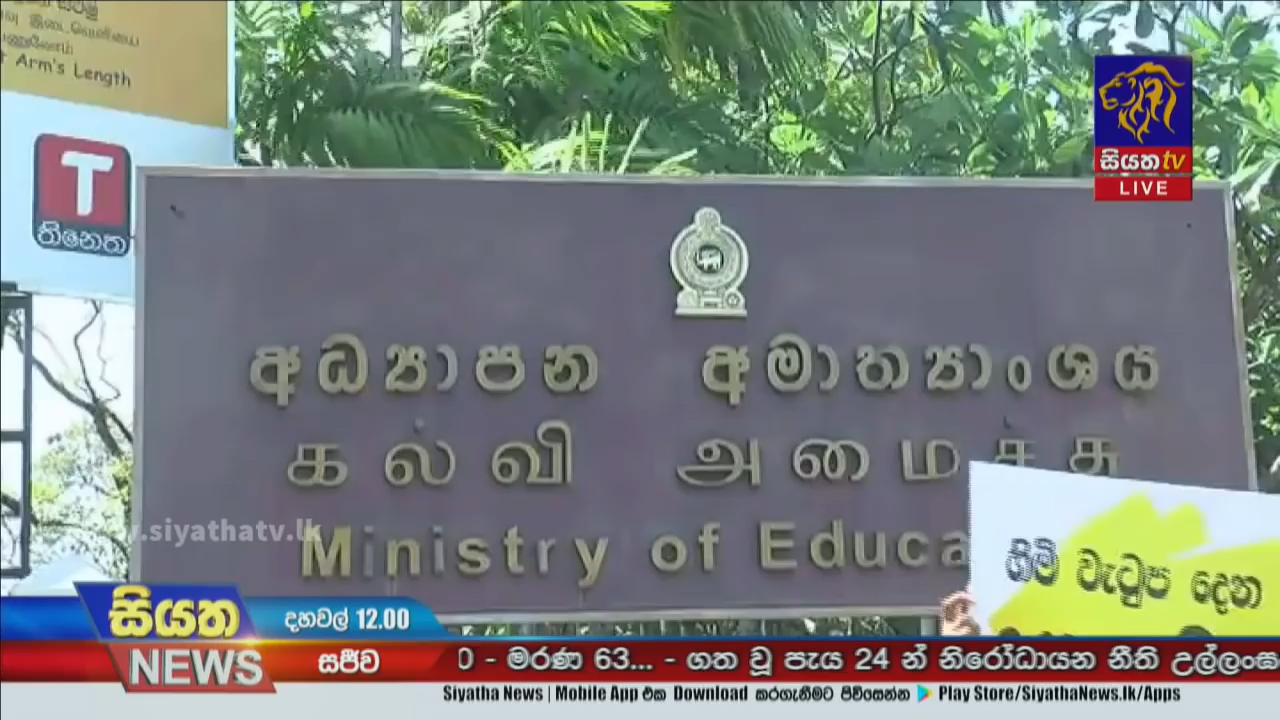 at Arm's Length
T
තිනෙත
සියත tv
LIVE
අධ්‍යාපන අමාත්‍යාංශය
கல்வி அமைச்சு
Ministry of Educa
www.siyathatv.lk
ගිවි වැටුප දෙන
සියත
NEWS
දහවල් 12.00
සජීව
0 - මරණ 63... - ගත වූ පැය 24 න් නිරෝධායන නීති උල්ලංඝ
Siyatha News | Mobile App එක Download කරගැනීමට පිවිසෙන්න Play Store/SiyathaNews.lk/Apps